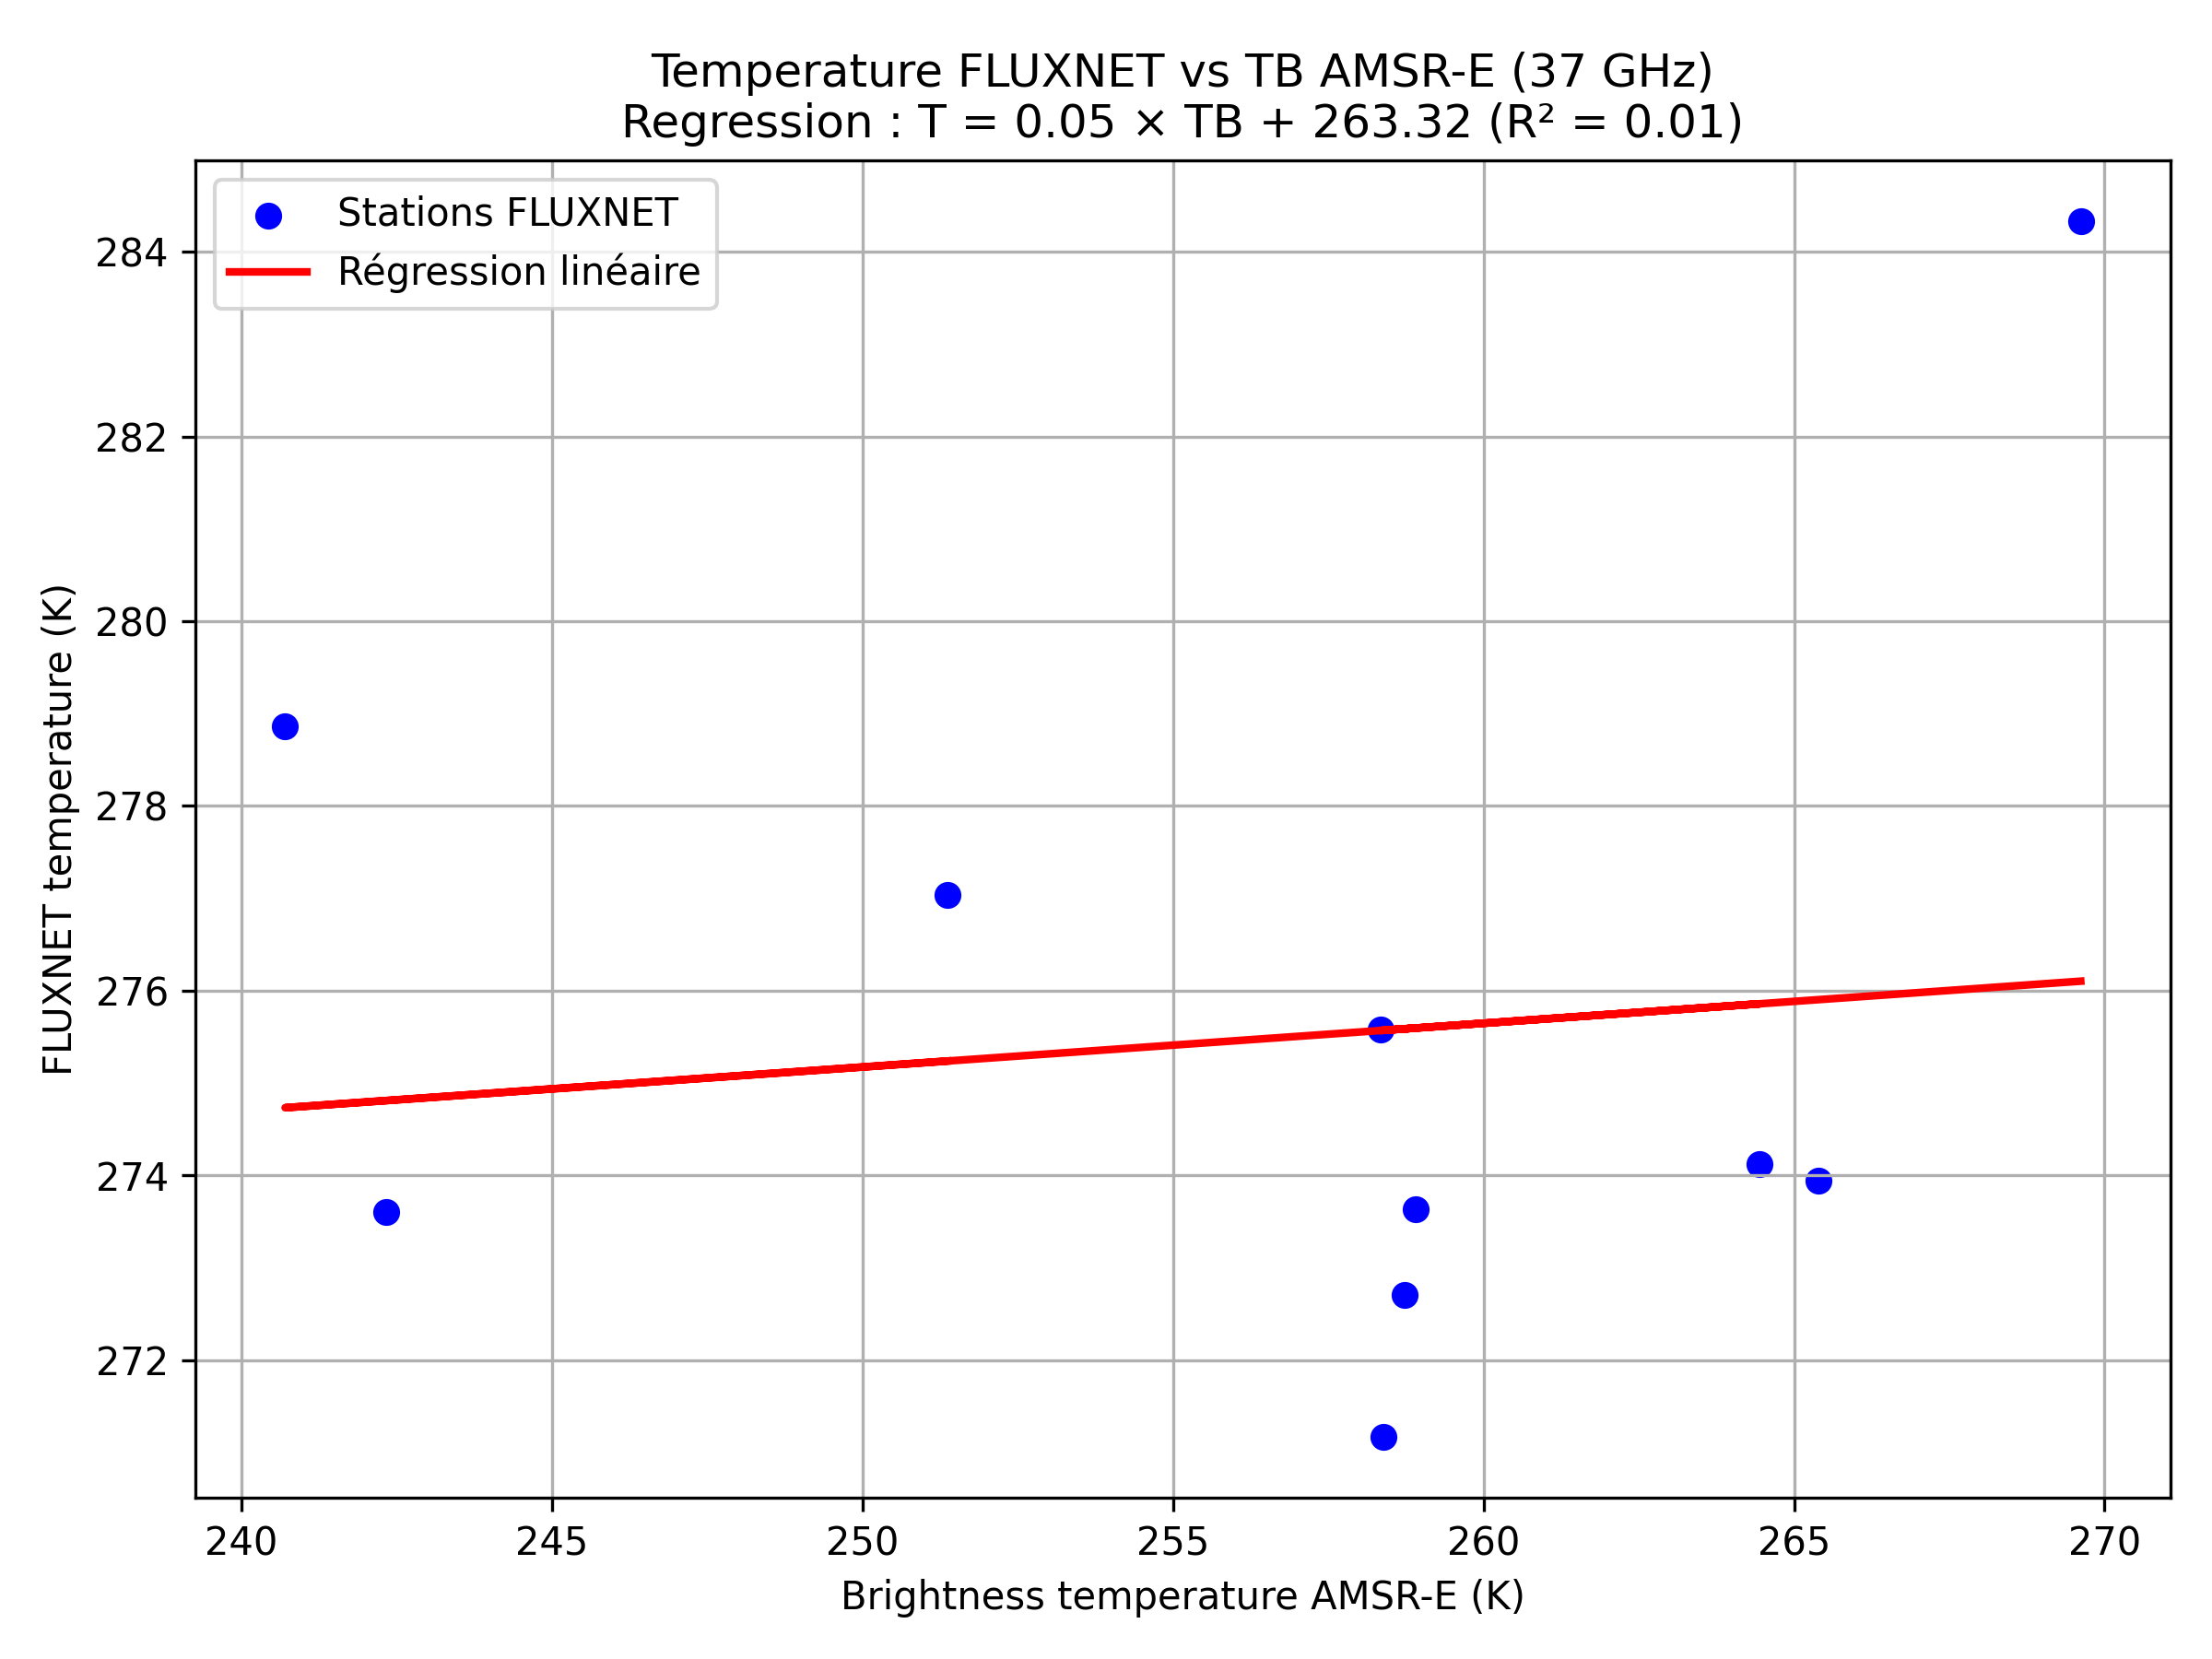 Temperature FLUXNET vs TB AMSR-E (37 GHz)
Regression : T = 0.05 × TB + 263.32 (R² = 0.01)
Stations FLUXNET
Régression linéaire
284
282
280
278
276
274
272
FLUXNET temperature (K)
240 245 250 255 260 265 270
Brightness temperature AMSR-E (K)